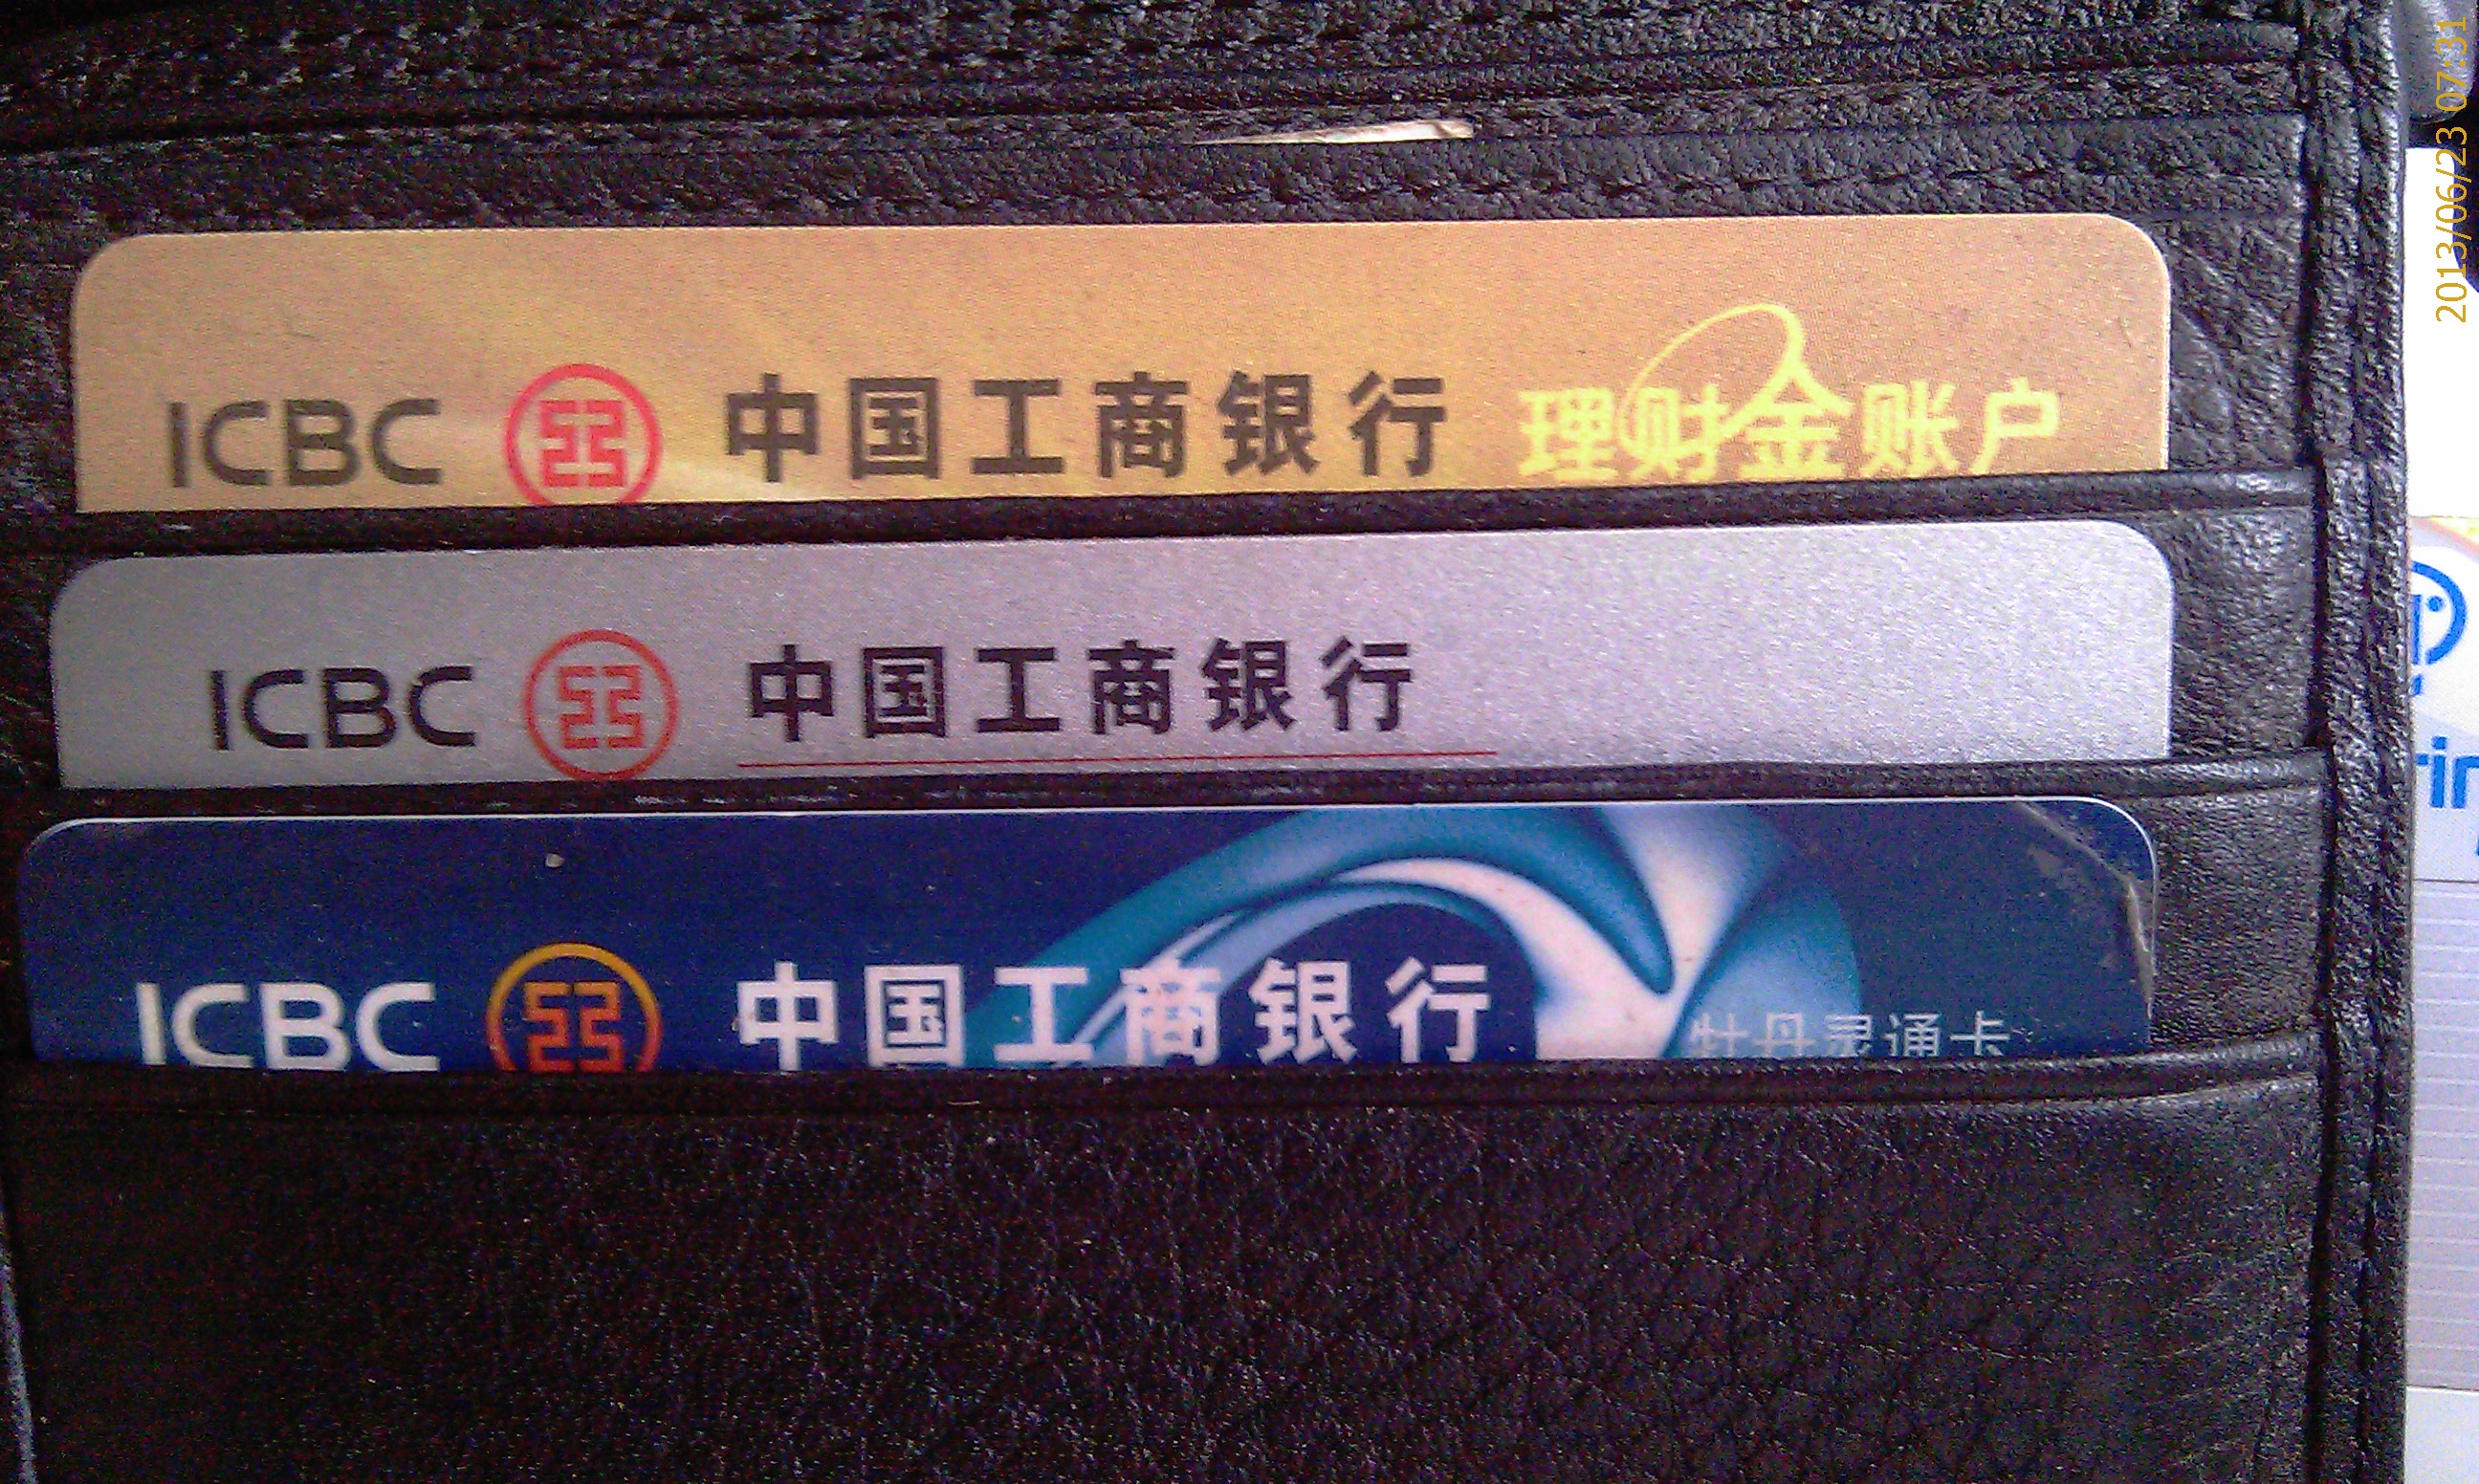 ICBC 中国工商银行 理财金账户
ICBC 中国工商银行
ICBC 中国工商银行 牡丹灵通卡
2013/06/23 07:31